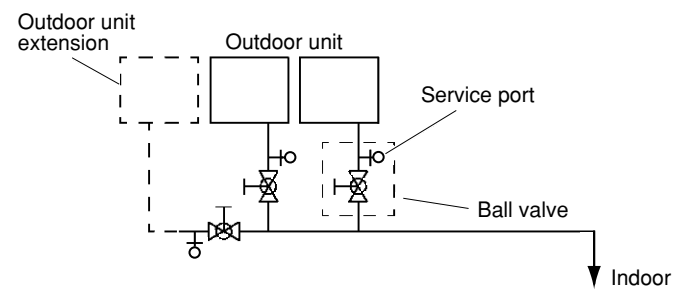 Outdoor unit
extension
Outdoor unit
Service port
Ball valve
Indoor